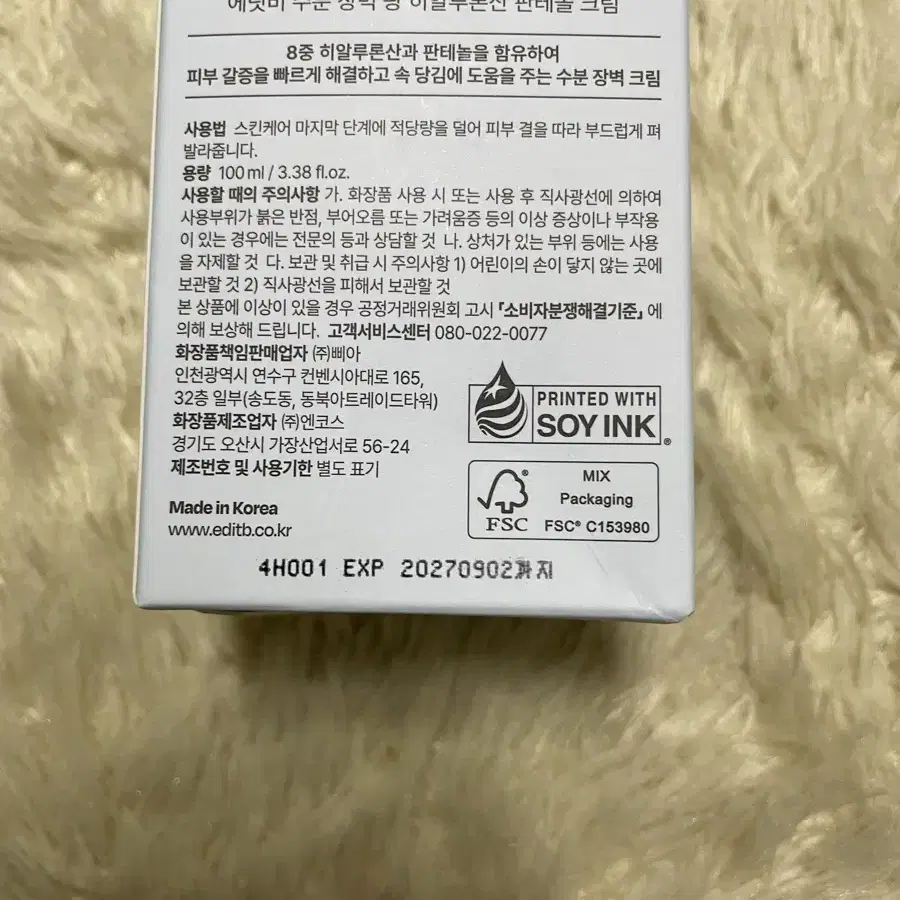 에딧비 수분 장벽 팡 히알루론산 판테놀 크림
8중 히알루론산과 판테놀을 함유하여
피부 갈증을 빠르게 해결하고 속 당김에 도움을 주는 수분 장벽 크림
사용법 스킨케어 마지막 단계에 적당량을 덜어 피부 결을 따라 부드럽게 펴
발라줍니다.
용량 100 ml / 3.38 fl.oz.
사용할 때의 주의사항 가. 화장품 사용 시 또는 사용 후 직사광선에 의하여
사용부위가 붉은 반점, 부어오름 또는 가려움증 등의 이상 증상이나 부작용
이 있는 경우에는 전문의 등과 상담할 것 나. 상처가 있는 부위 등에는 사용
을 자제할 것 다. 보관 및 취급 시 주의사항 1) 어린이의 손이 닿지 않는 곳에
보관할 것 2) 직사광선을 피해서 보관할 것
본 상품에 이상이 있을 경우 공정거래위원회 고시 「소비자분쟁해결기준」에
의해 보상해 드립니다. 고객서비스센터 080-022-0077
화장품책임판매업자 ㈜삐아
인천광역시 연수구 컨벤시아대로 165,
32층 일부(송도동, 동북아트레이드타워)
화장품제조업자 ㈜엔코스
경기도 오산시 가장산업서로 56-24
제조번호 및 사용기한 별도 표기
PRINTED WITH
SOY INK
MIX
Packaging
FSC FSC® C153980
Made in Korea
www.editb.co.kr
4H001 EXP 20270902까지